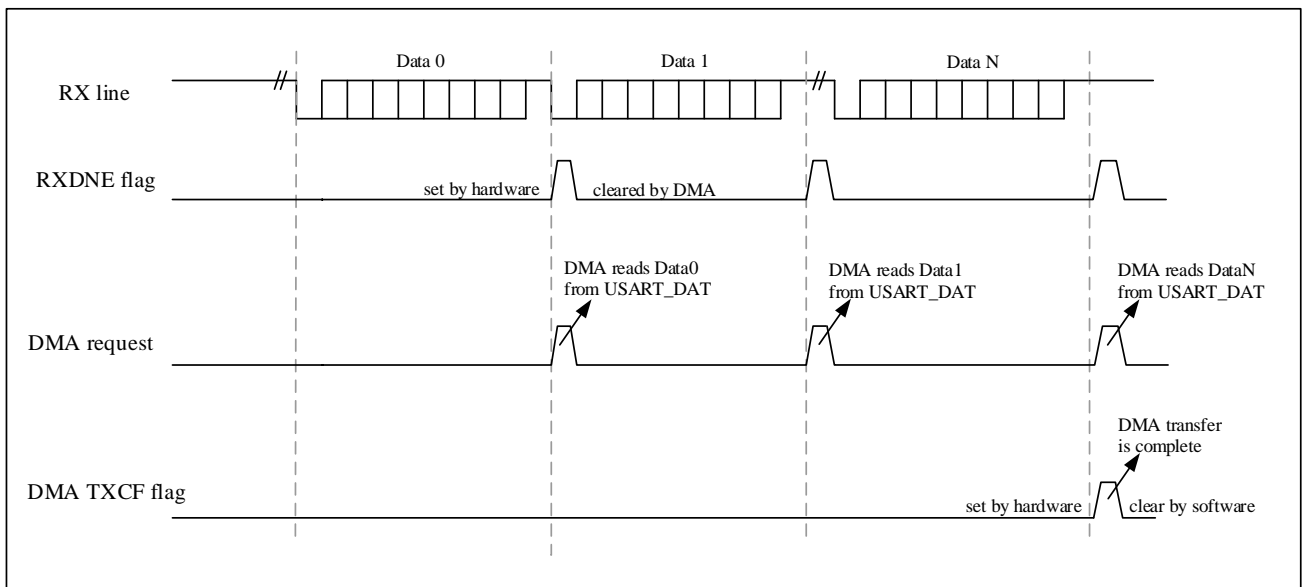 Data 0
Data 1
Data N
RX line
RXDNE flag
set by hardware
cleared by DMA
DMA reads Data0
from USART_DAT
DMA reads Data1
from USART_DAT
DMA reads DataN
from USART_DAT
DMA request
DMA transfer
is complete
DMA TXCF flag
set by hardware
clear by software